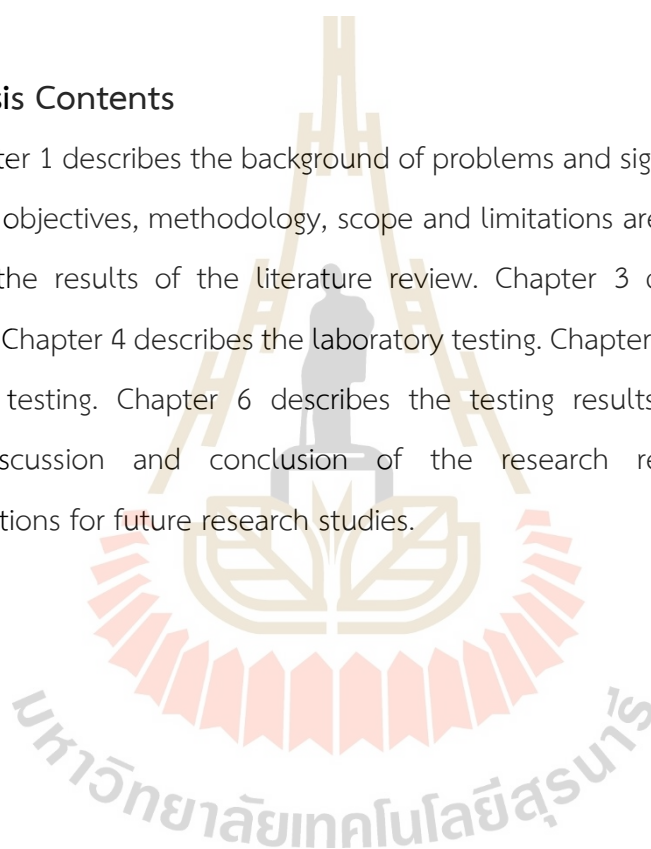 sis Contents
ter 1 describes the background of problems and sig
objectives, methodology, scope and limitations are
the results of the literature review. Chapter 3 d
Chapter 4 describes the laboratory testing. Chapter
testing. Chapter 6 describes the testing results
scussion and conclusion of the research re
tions for future research studies.
มหาวิทยาลัยเทคโนโลยีสุรนารี